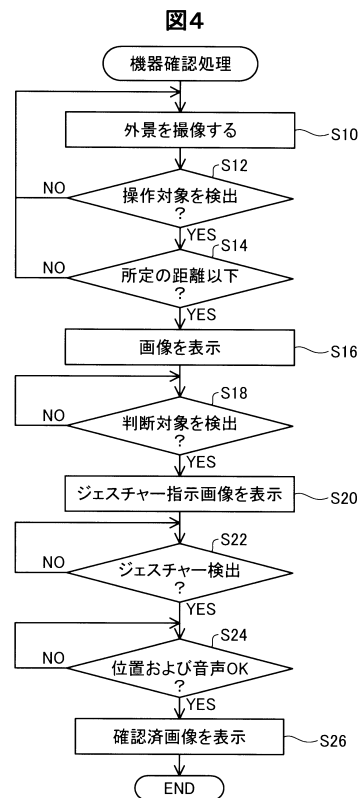 図4
機器確認処理
外景を撮像する
S10
S12
操作対象を検出
?
NO
YES
S14
所定の距離以下
?
NO
YES
画像を表示
S16
S18
判断対象を検出
?
NO
YES
ジェスチャー指示画像を表示
S20
S22
ジェスチャー検出
?
NO
YES
S24
位置および音声OK
?
NO
YES
確認済画像を表示
S26
END